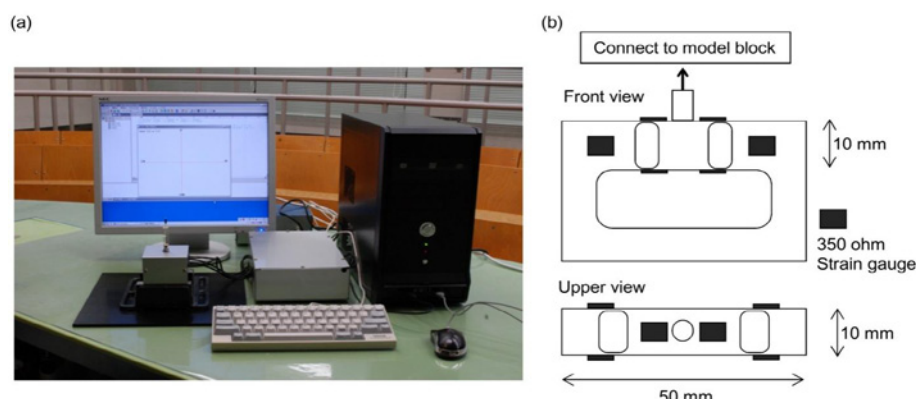 (a)
(b)
Connect to model block
Front view
10 mm
350 ohm
Strain gauge
Upper view
10 mm
50 mm